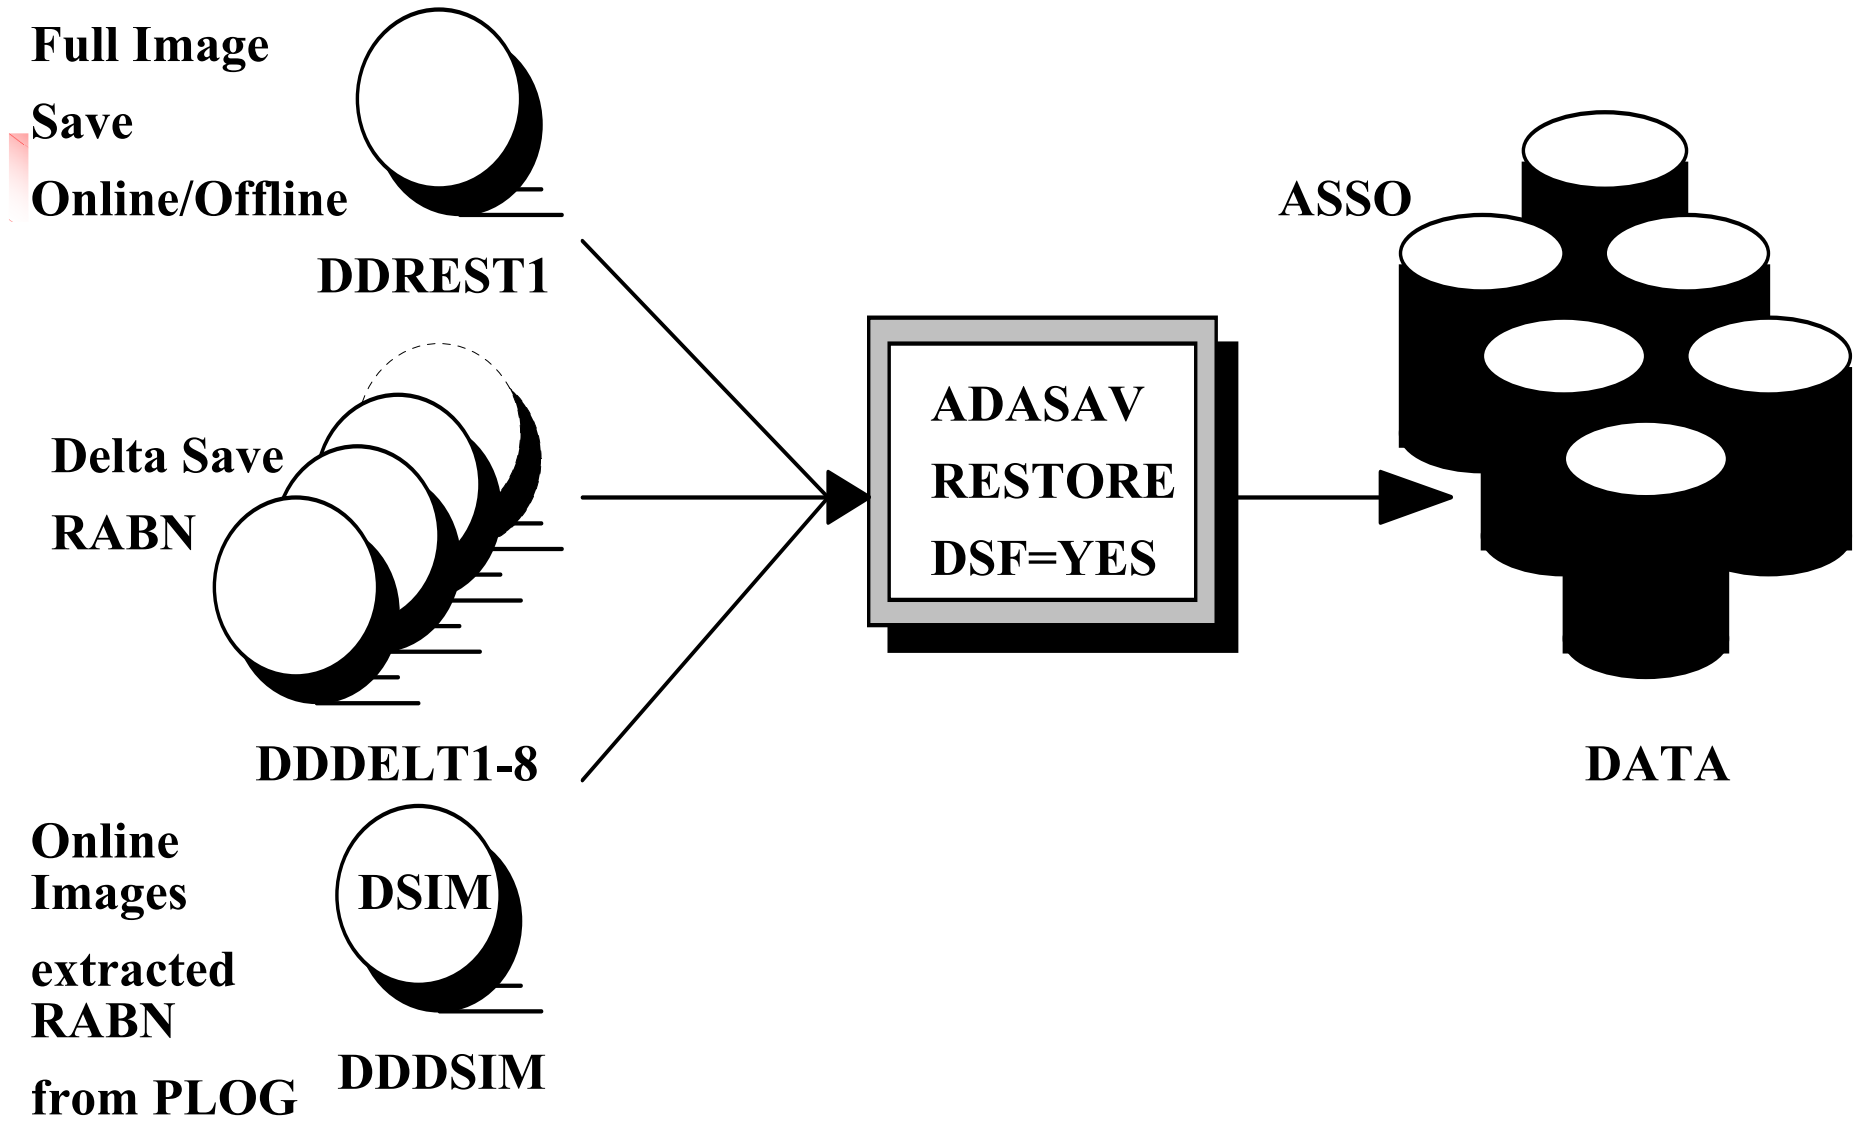 Full Image
Save
Online/Offline
DDREST1
Delta Save
RABN
DDDELT1-8
Online
Images
extracted
RABN
from PLOG
DSIM
DDDSIM
ADASAV
RESTORE
DSF=YES
ASSO
DATA